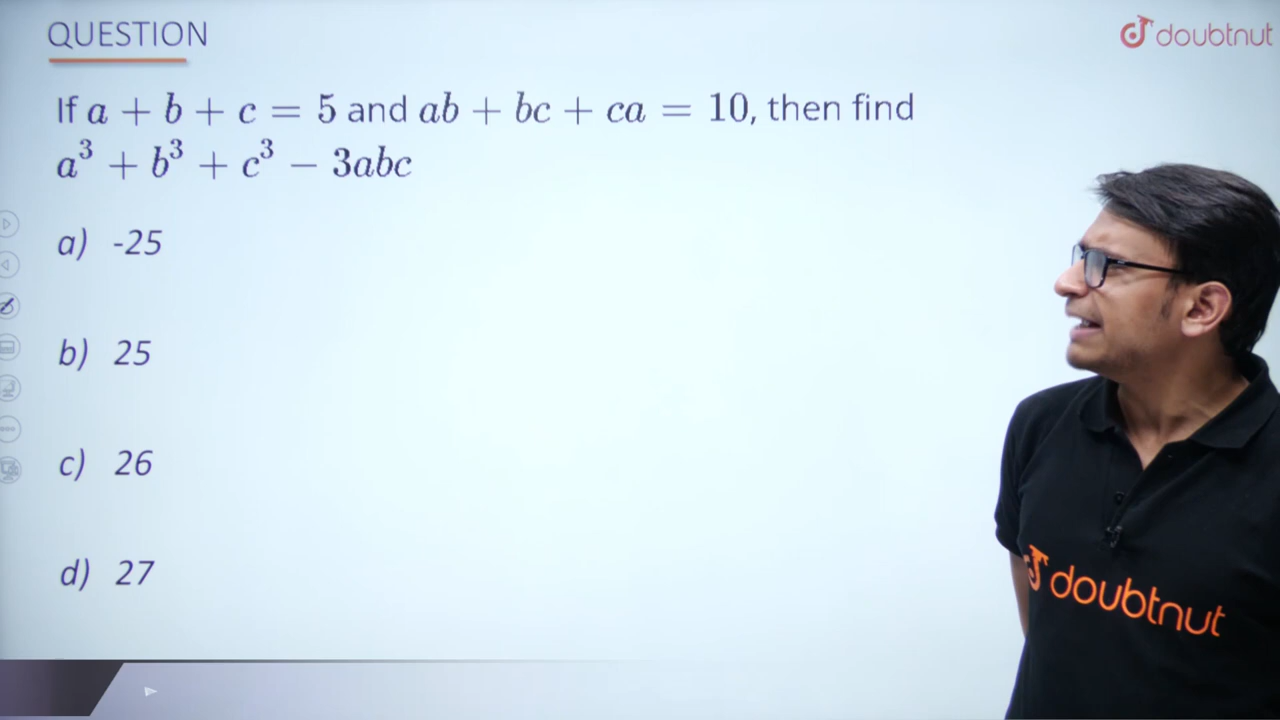 QUESTION
doubtnut
If a + b + c = 5 and ab + bc + ca = 10, then find
a³ + b³ + c³ − 3abc
a) -25
b) 25
c) 26
d) 27
doubtnut